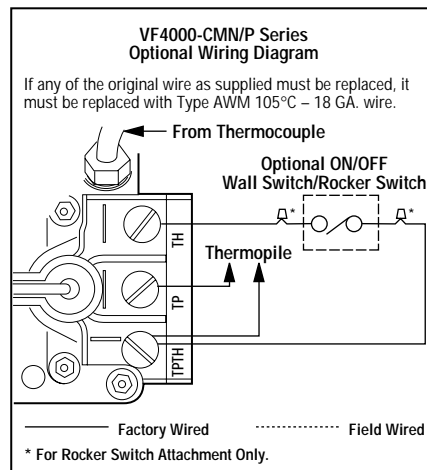 VF4000-CMN/P Series
Optional Wiring Diagram
If any of the original wire as supplied must be replaced, it
must be replaced with Type AWM 105°C – 18 GA. wire.
From Thermocouple
Optional ON/OFF
Wall Switch/Rocker Switch
*
*
TH
Thermopile
TP
TPTH
Factory Wired
Field Wired
* For Rocker Switch Attachment Only.